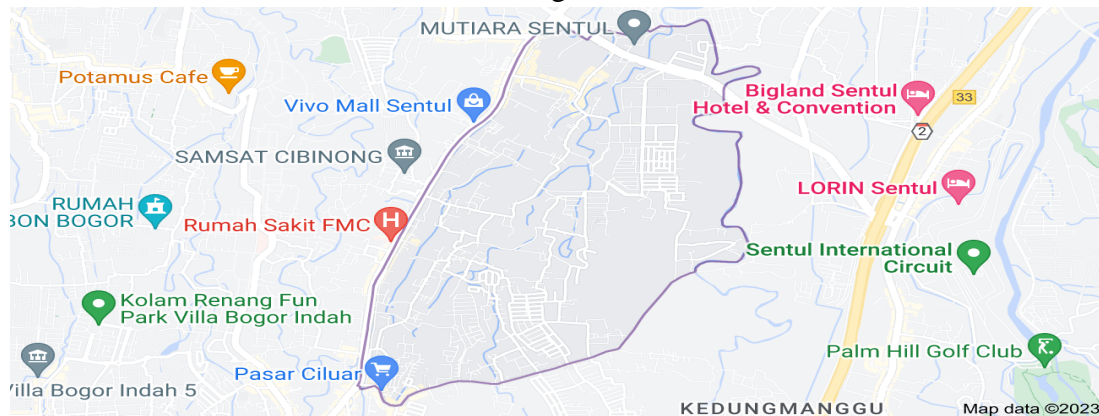 MUTIARA SENTUL
Potamus Cafe
Vivo Mall Sentul
Bigland Sentul
Hotel & Convention
33
2
SAMSAT CIBINONG
LORIN Sentul
RUMAH
BON BOGOR
Rumah Sakit FMC
Sentul International
Circuit
Kolam Renang Fun
Park Villa Bogor Indah
Palm Hill Golf Club
Pasar Ciluar
Villa Bogor Indah 5
KEDUNGMANGGU
Map data ©2023